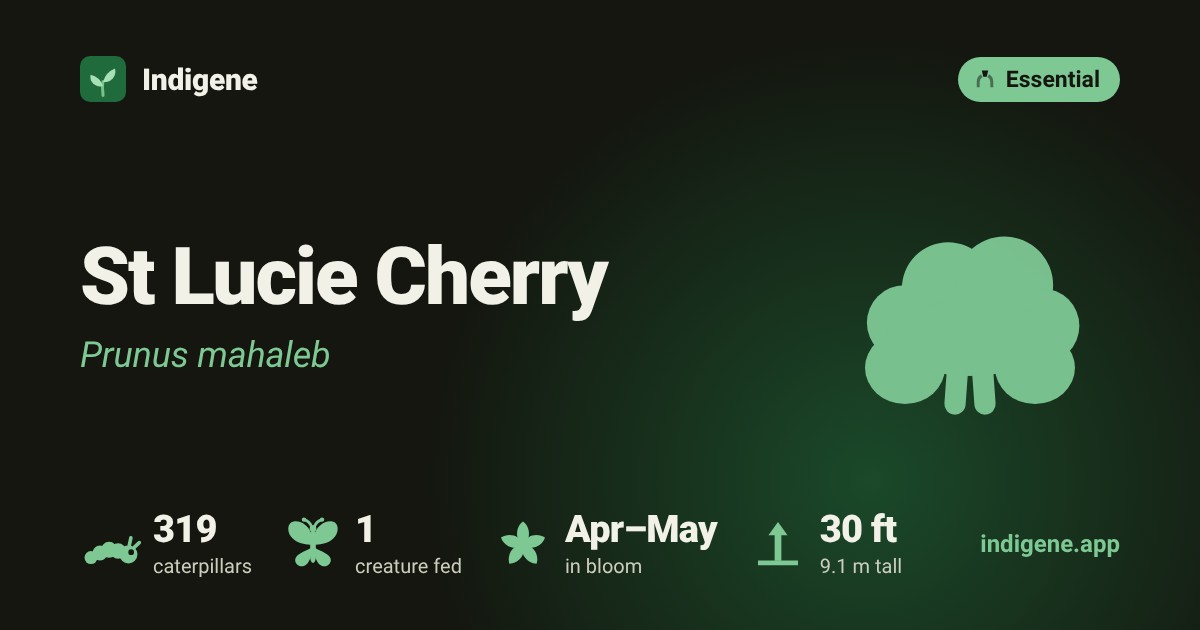 Indigene
Essential
St Lucie Cherry
Prunus mahaleb
319
caterpillars
1
creature fed
Apr–May
in bloom
30 ft
9.1 m tall
indigene.app